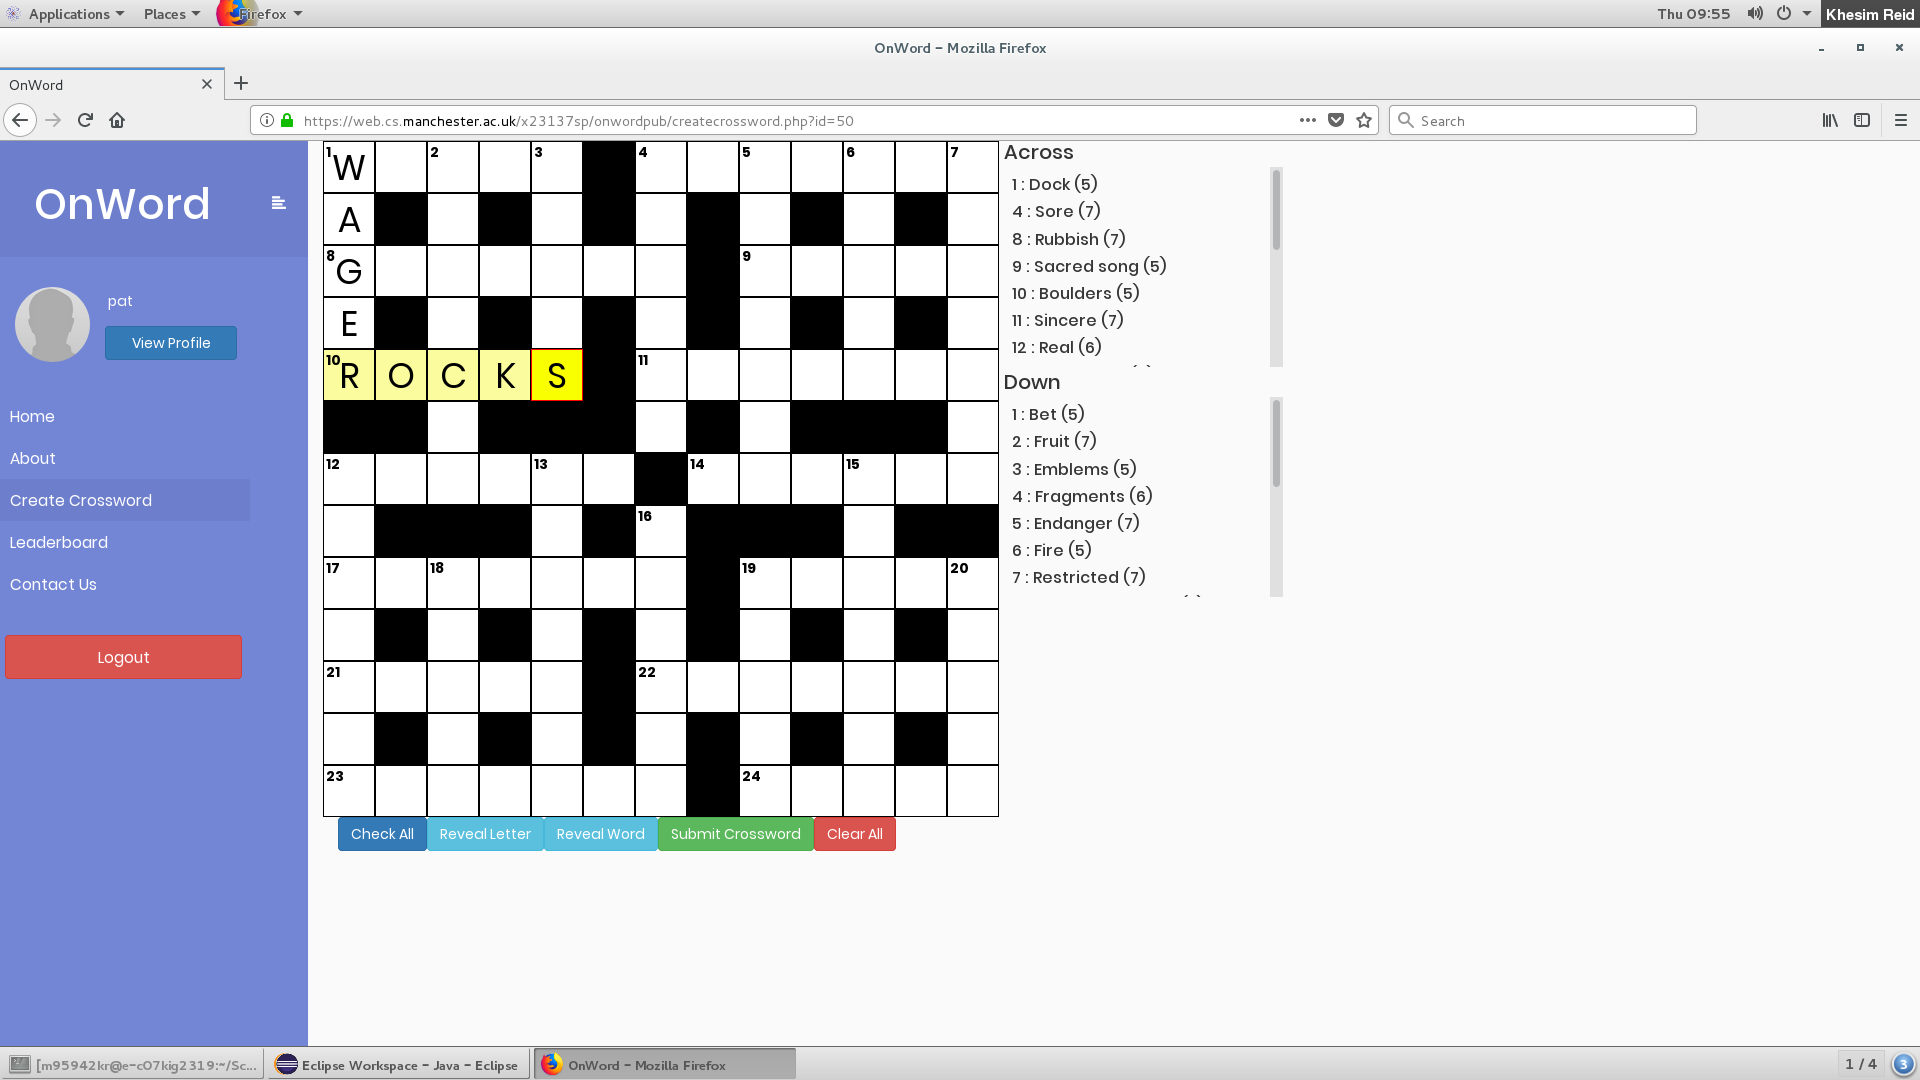 Applications Places Firefox Thu 09:55 Khesim Reid
OnWord - Mozilla Firefox
OnWord
https://web.cs.manchester.ac.uk/x23137sp/onwordpub/createcrossword.php?id=50 Search
OnWord
pat
View Profile
Home
About
Create Crossword
Leaderboard
Contact Us
Logout
1 W 2 3 4 5 6 7
A
8 G 9
E
10 R O C K S 11
12 13 14 15
16
17 18 19 20
21 22
23 24
Check All Reveal Letter Reveal Word Submit Crossword Clear All
Across
1 : Dock (5)
4 : Sore (7)
8 : Rubbish (7)
9 : Sacred song (5)
10 : Boulders (5)
11 : Sincere (7)
12 : Real (6)
Down
1 : Bet (5)
2 : Fruit (7)
3 : Emblems (5)
4 : Fragments (6)
5 : Endanger (7)
6 : Fire (5)
7 : Restricted (7)
[m95942kr@e-c07kig2319:~/Sc... Eclipse Workspace - Java - Eclipse OnWord - Mozilla Firefox 1 / 4 3